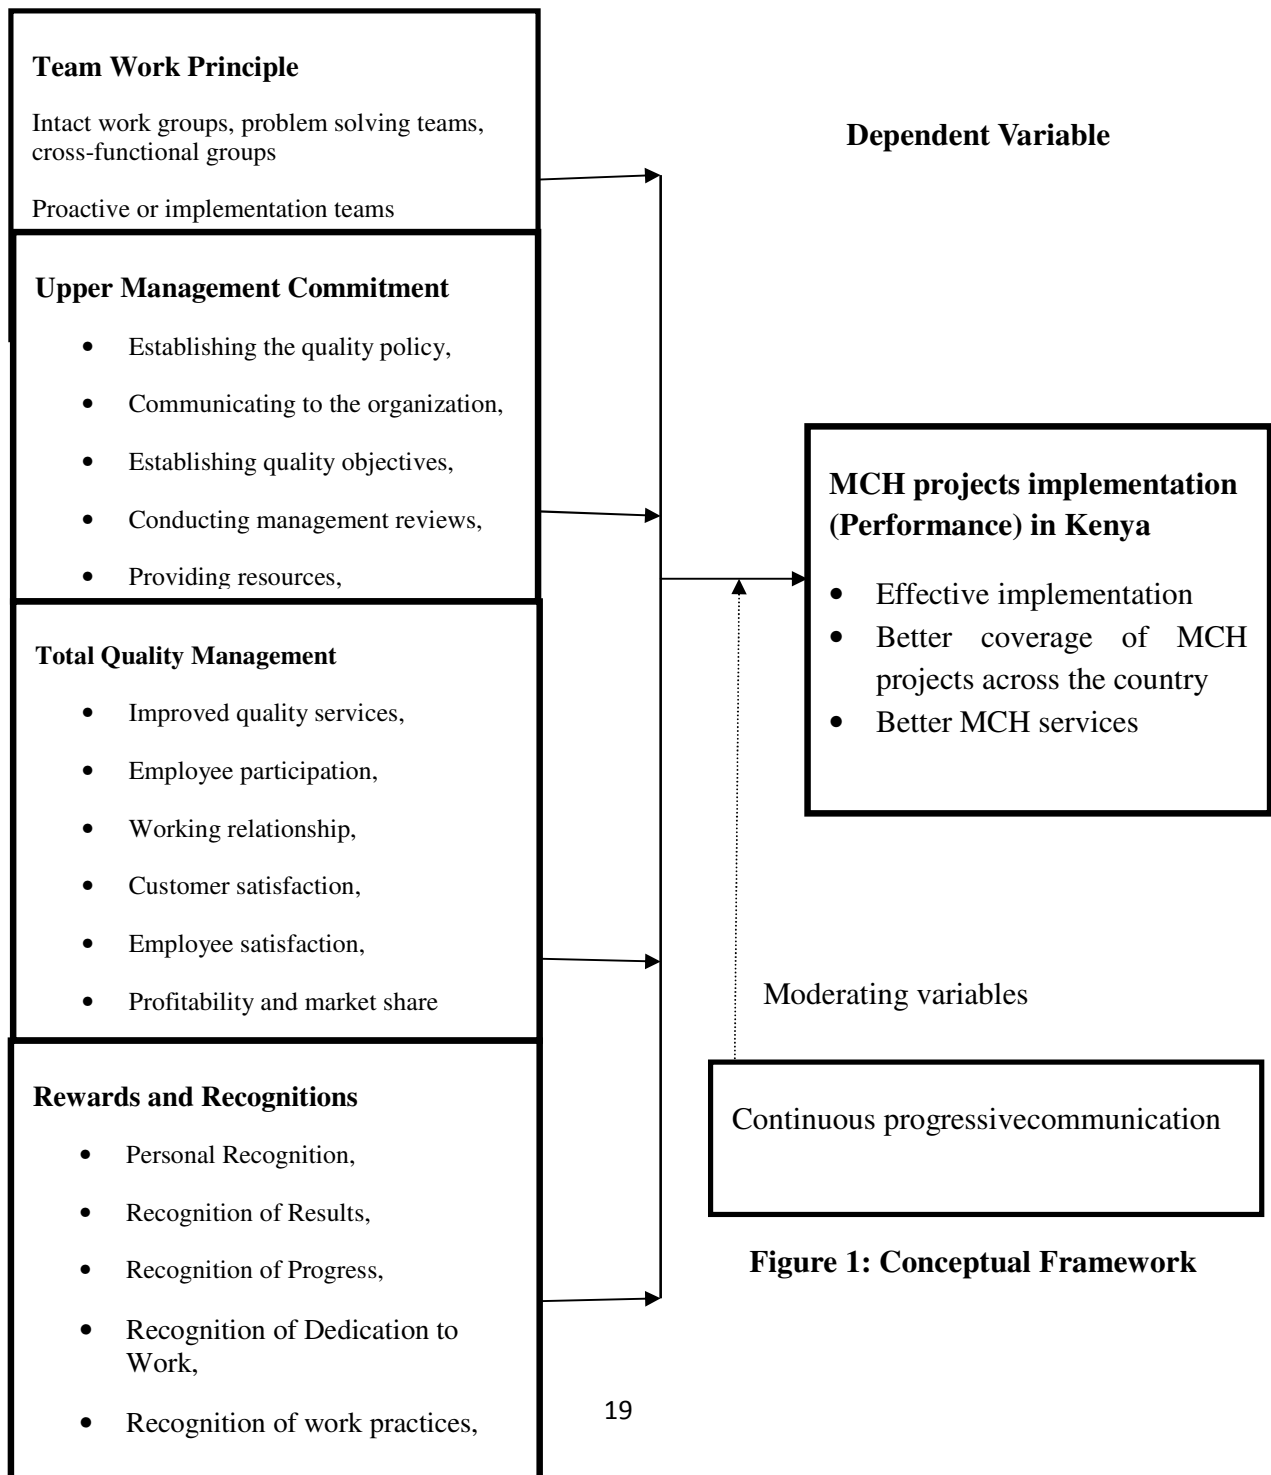 Team Work Principle
Intact work groups, problem solving teams,
cross-functional groups
Proactive or implementation teams
Upper Management Commitment
• Establishing the quality policy,
• Communicating to the organization,
• Establishing quality objectives,
• Conducting management reviews,
• Providing resources,
Total Quality Management
• Improved quality services,
• Employee participation,
• Working relationship,
• Customer satisfaction,
• Employee satisfaction,
• Profitability and market share
Rewards and Recognitions
• Personal Recognition,
• Recognition of Results,
• Recognition of Progress,
• Recognition of Dedication to
Work,
• Recognition of work practices,
Dependent Variable
MCH projects implementation
(Performance) in Kenya
• Effective implementation
• Better coverage of MCH
projects across the country
• Better MCH services
Moderating variables
Continuous progressivecommunication
Figure 1: Conceptual Framework
19